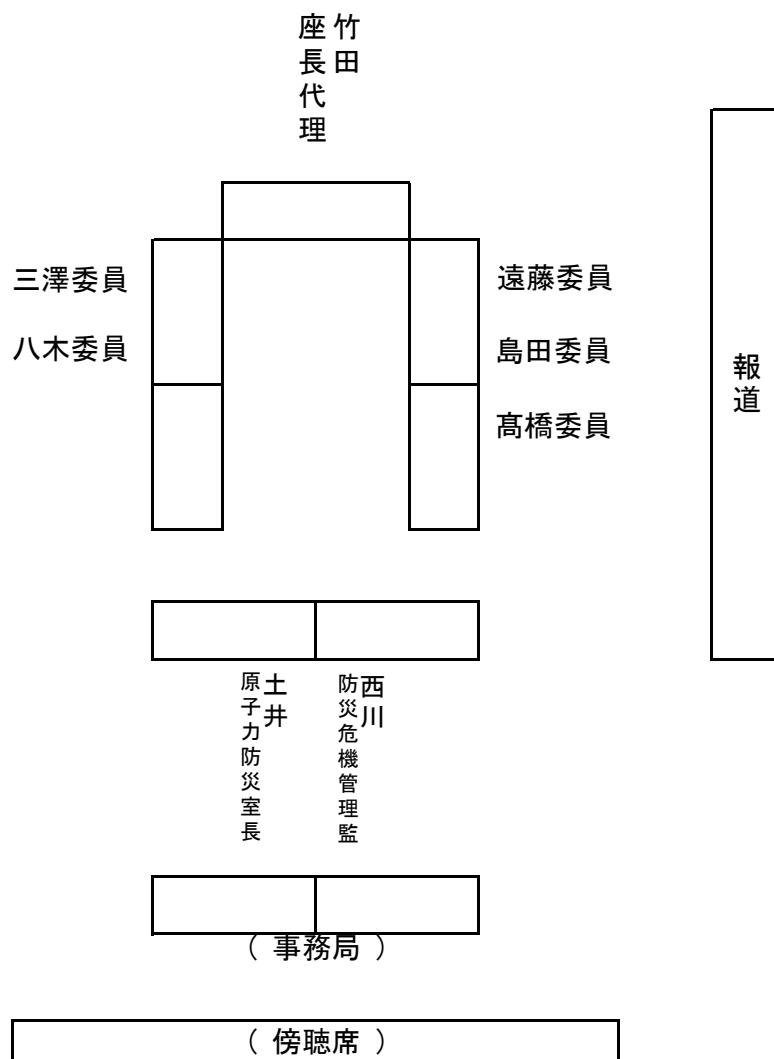 竹田
座長代理
三澤委員
八木委員
遠藤委員
島田委員
髙橋委員
報道
西川
防災危機管理監
土井
原子力防災室長
（ 事務局 ）
（ 傍聴席 ）